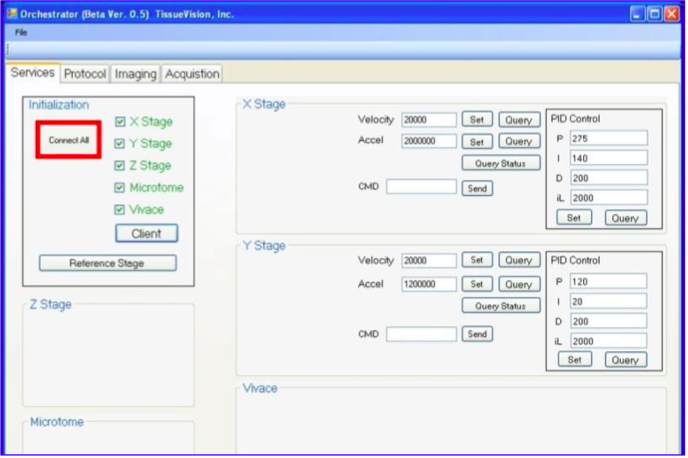 Orchestrator (Beta Ver. 0.5) TissueVision, Inc.
File
Services Protocol Imaging Acquistion
Initialization
Connect All
X Stage
Y Stage
Z Stage
Microtome
Vivace
Client
Reference Stage
Z Stage
Microtome
X Stage
Velocity 20000 Set Query
Accel 2000000 Set Query
Query Status
CMD Send
PID Control
P 275
I 140
D 200
iL 2000
Set Query
Y Stage
Velocity 20000 Set Query
Accel 1200000 Set Query
Query Status
CMD Send
PID Control
P 120
I 20
D 200
iL 2000
Set Query
Vivace